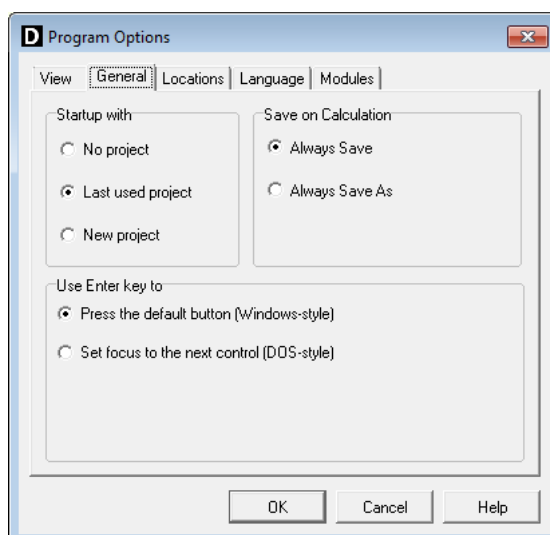 D Program Options
View General Locations Language Modules
Startup with
No project
Last used project
New project
Save on Calculation
Always Save
Always Save As
Use Enter key to
Press the default button (Windows-style)
Set focus to the next control (DOS-style)
OK Cancel Help